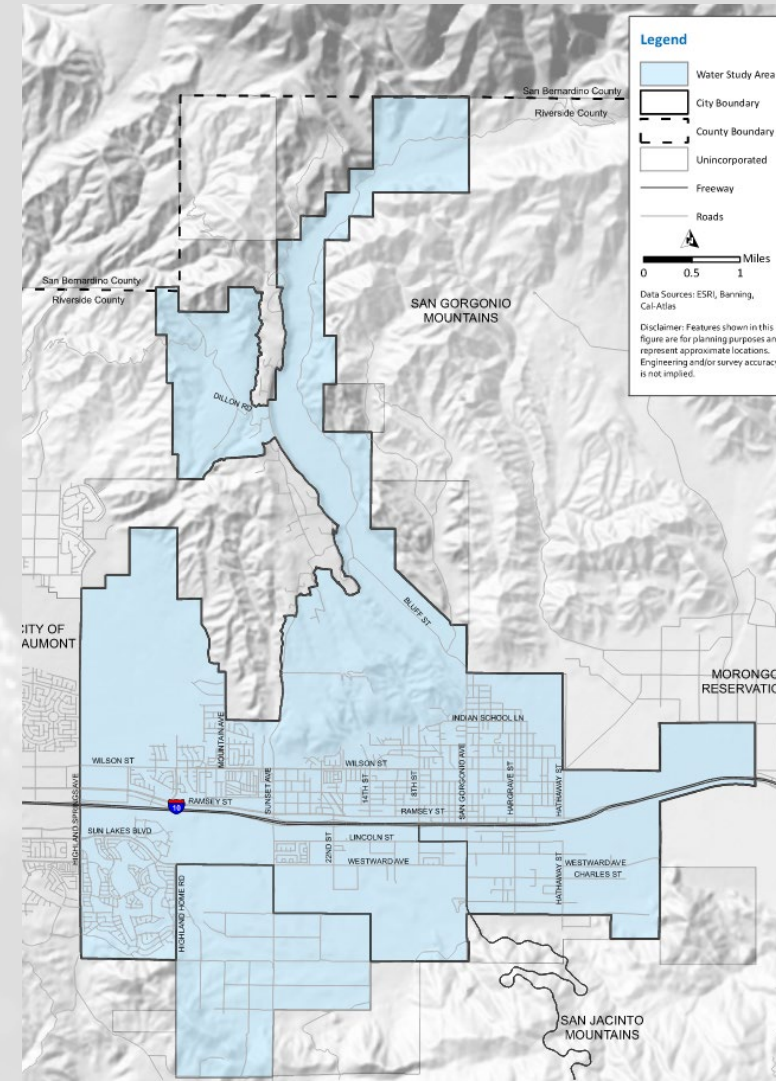 Legend
Water Study Area
City Boundary
County Boundary
Unincorporated
Freeway
Roads
Miles
0 0.5 1
Data Sources: ESRI, Banning,
Cal-Atlas
Disclaimer: Features shown in this
figure are for planning purposes an
represent approximate locations.
Engineering and/or survey accuracy
is not implied.
San Bernardino County
Riverside County
San Bernardino County
Riverside County
SAN GORGONIO
MOUNTAINS
DILLON RD
BLUFF ST
CITY OF
AUMONT
MORONGO
RESERVATIO
INDIAN SCHOOL LN
MOUNTAIN AVE
WILSON ST
WILSON ST
SUNSET AVE
14TH ST
8TH ST
SAN GORGONIO AVE
HARGRAVE ST
HATHAWAY ST
HIGHLAND SPRINGS AVE
10
RAMSEY ST
RAMSEY ST
SUN LAKES BLVD
LINCOLN ST
22ND ST
WESTWARD AVE
WESTWARD AVE
CHARLES ST
HATHAWAY ST
HIGHLAND HOME RD
SAN JACINTO
MOUNTAINS